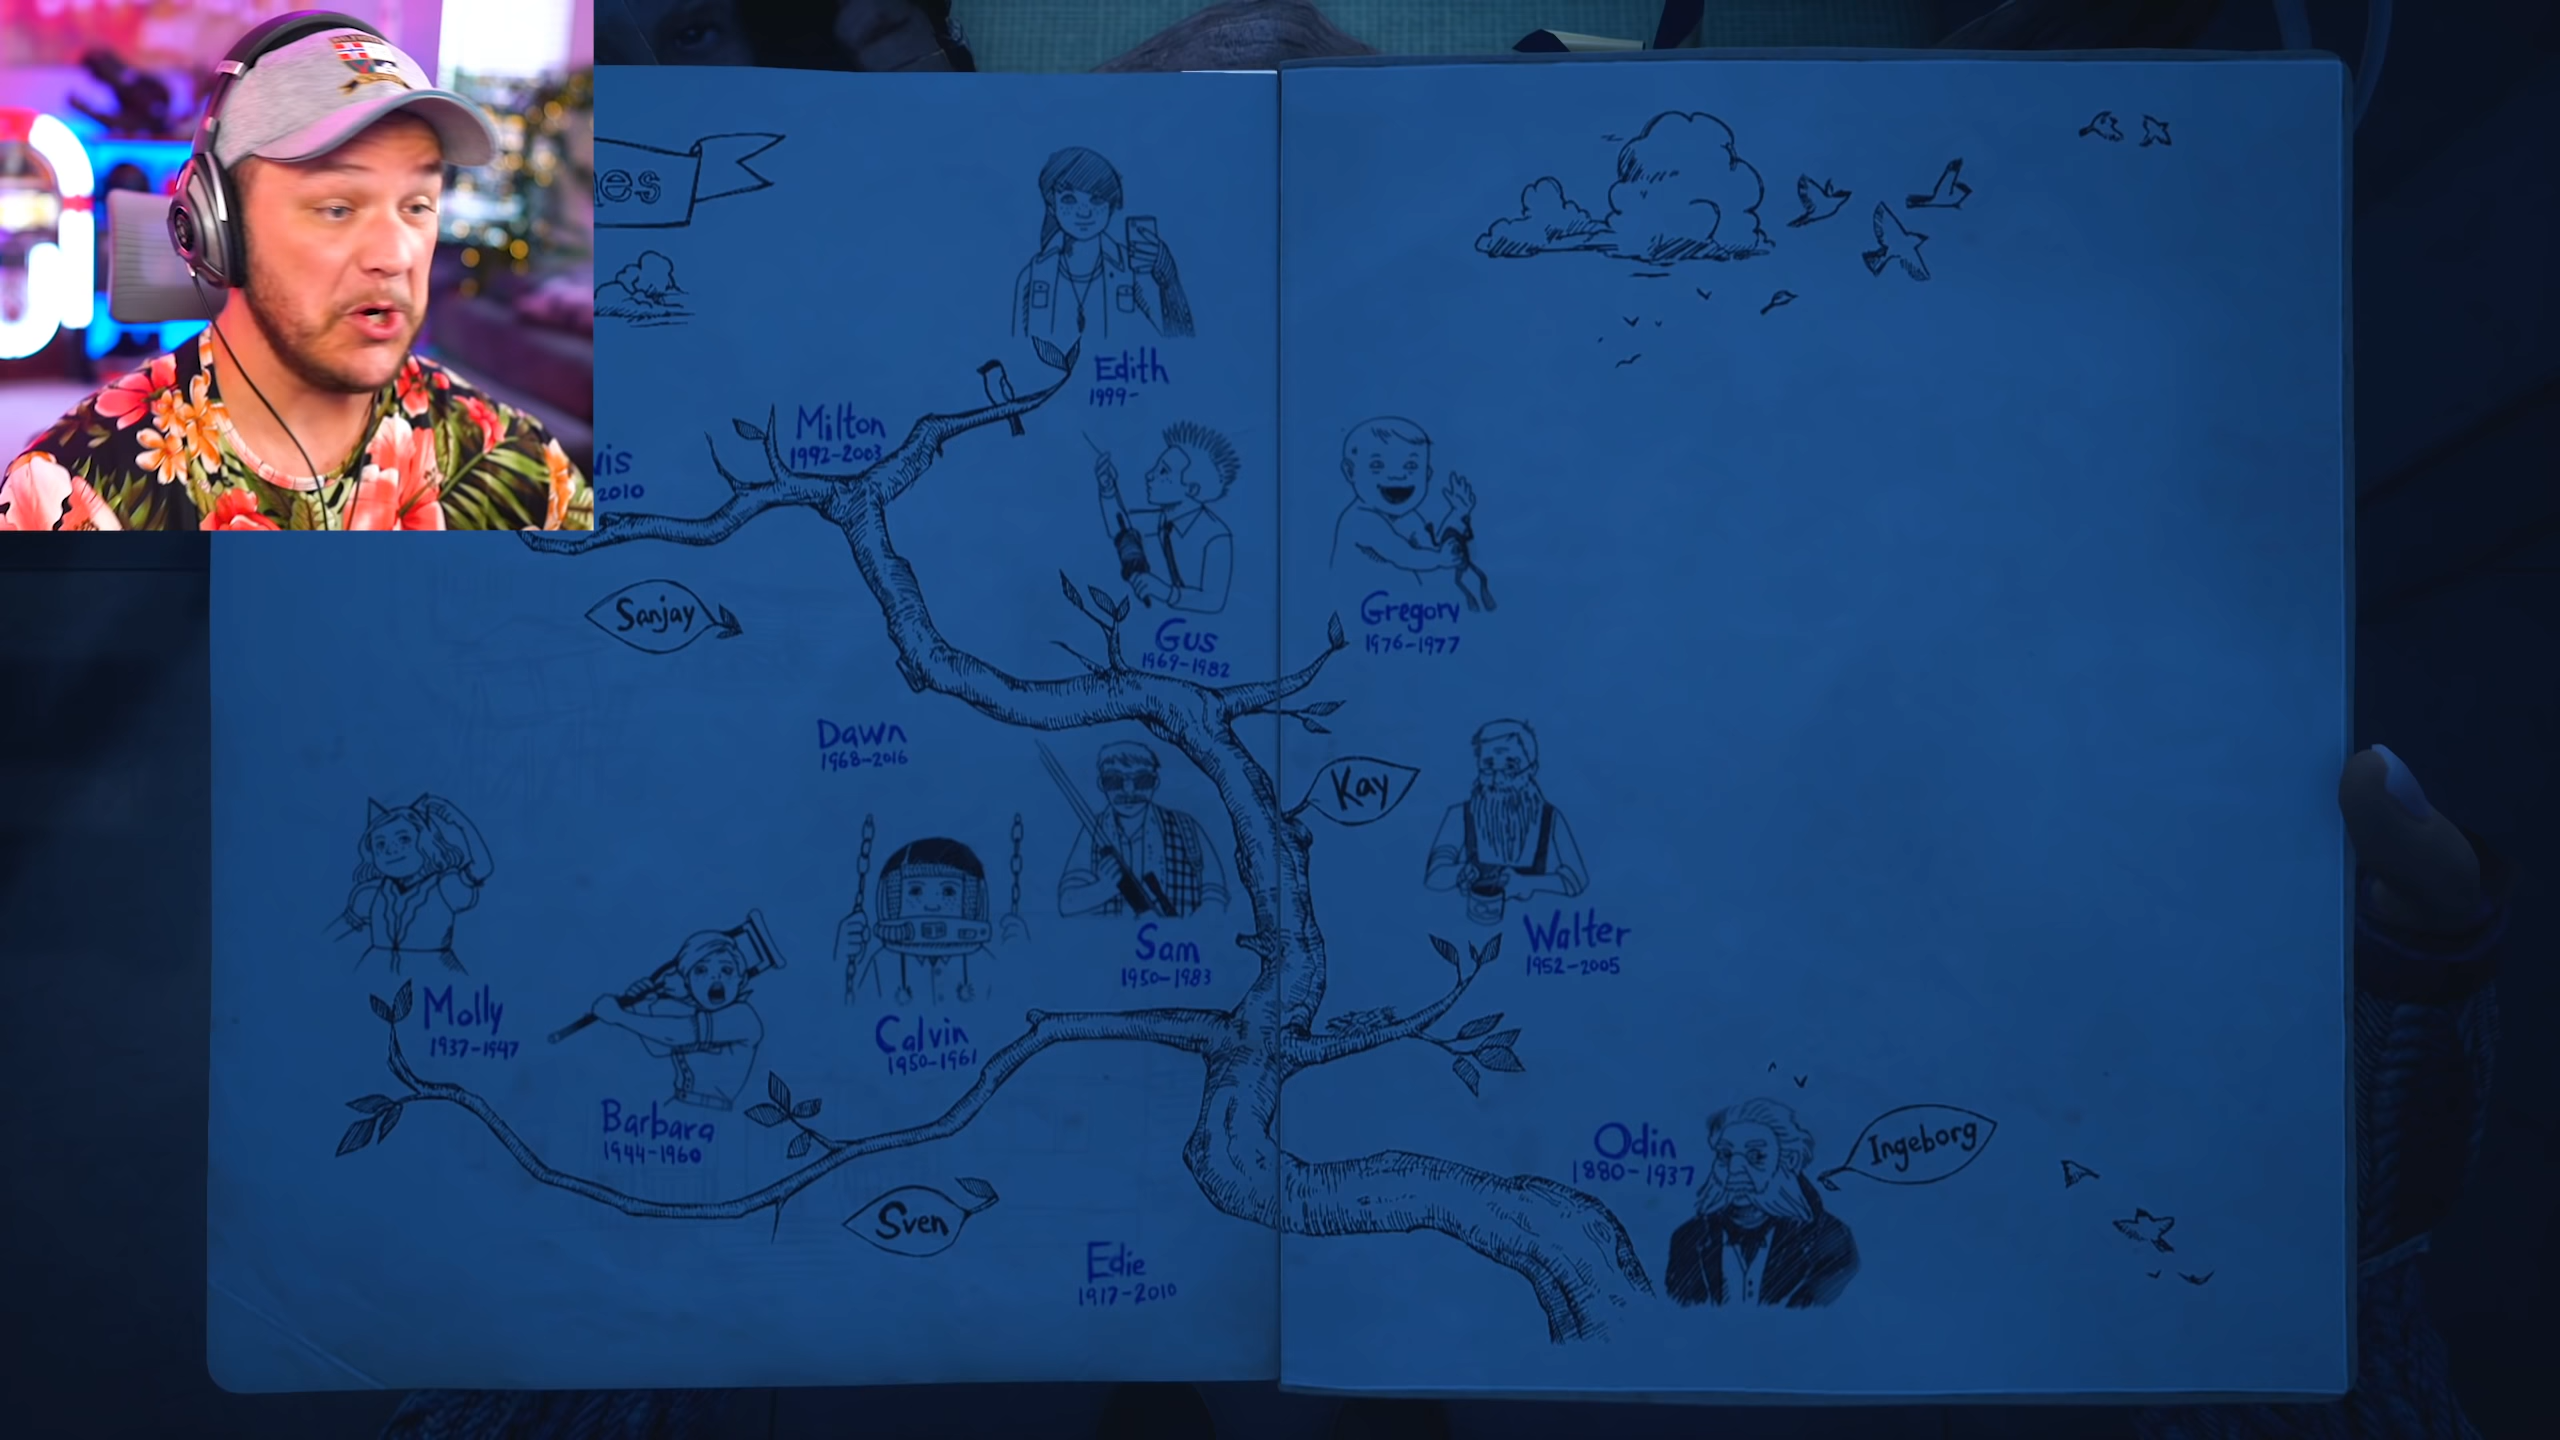 Edith
1999-
Milton
1992-2003
2010
Sanjay
Gus
1969-1982
Gregory
1976-1977
Dawn
1968-2016
Kay
Sam
1950-1983
Walter
1952-2005
Molly
1937-1947
Calvin
1950-1961
Barbara
1944-1960
Odin
1880-1937
Ingeborg
Sven
Edie
1917-2010